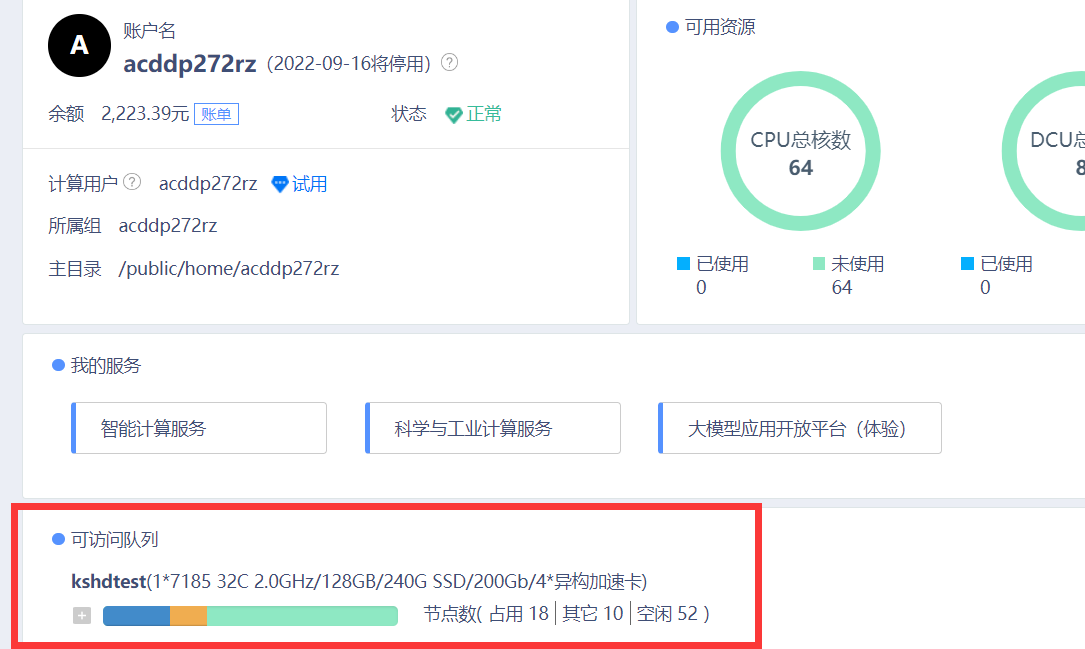 A
账户名
acddp272rz (2022-09-16将停用) ?
余额 2,223.39元 账单 状态 正常
计算用户 ? acddp272rz 试用
所属组 acddp272rz
主目录 /public/home/acddp272rz
可用资源
CPU总核数
64
DCU总
8
已使用
0
未使用
64
已使用
0
我的服务
智能计算服务 科学与工业计算服务 大模型应用开放平台（体验）
可访问队列
kshdtest(1*7185 32C 2.0GHz/128GB/240G SSD/200Gb/4*异构加速卡)
+ 节点数( 占用 18 | 其它 10 | 空闲 52 )